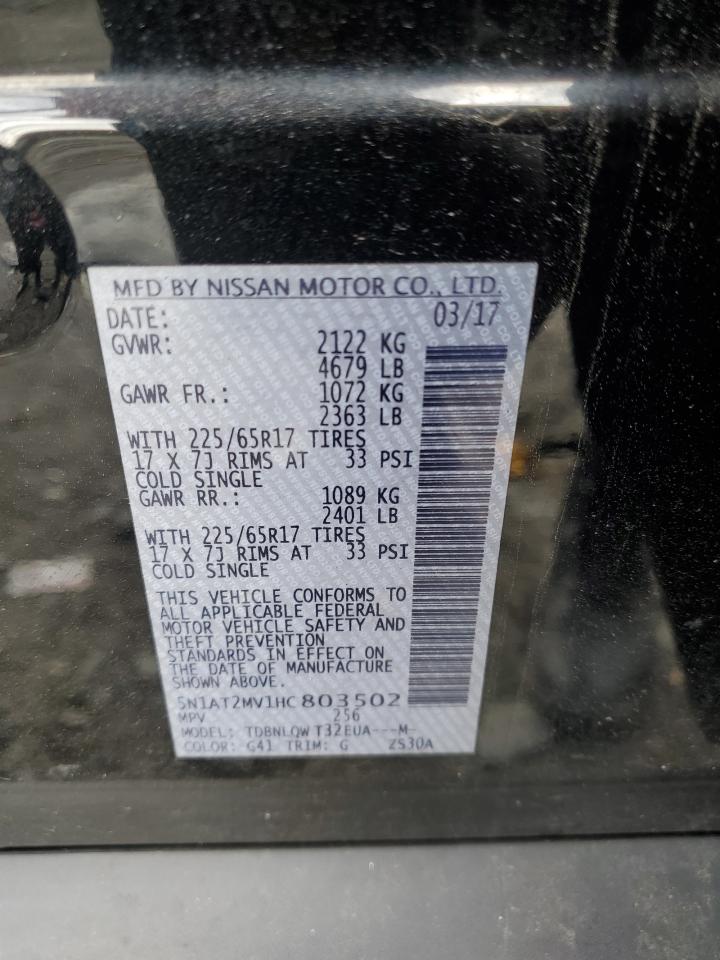 MFD BY NISSAN MOTOR CO., LTD.
DATE: 03/17
GVWR: 2122 KG
4679 LB
GAWR FR.: 1072 KG
2363 LB
WITH 225/65R17 TIRES
17 X 7J RIMS AT 33 PSI
COLD SINGLE
GAWR RR.: 1089 KG
2401 LB
WITH 225/65R17 TIRES
17 X 7J RIMS AT 33 PSI
COLD SINGLE
THIS VEHICLE CONFORMS TO
ALL APPLICABLE FEDERAL
MOTOR VEHICLE SAFETY AND
THEFT PREVENTION
STANDARDS IN EFFECT ON
THE DATE OF MANUFACTURE
SHOWN ABOVE.
5N1AT2MV1HC803502
MPV 256
MODEL: TDBNLQW T32EUA---M-
COLOR: G41 TRIM: G ZS30A